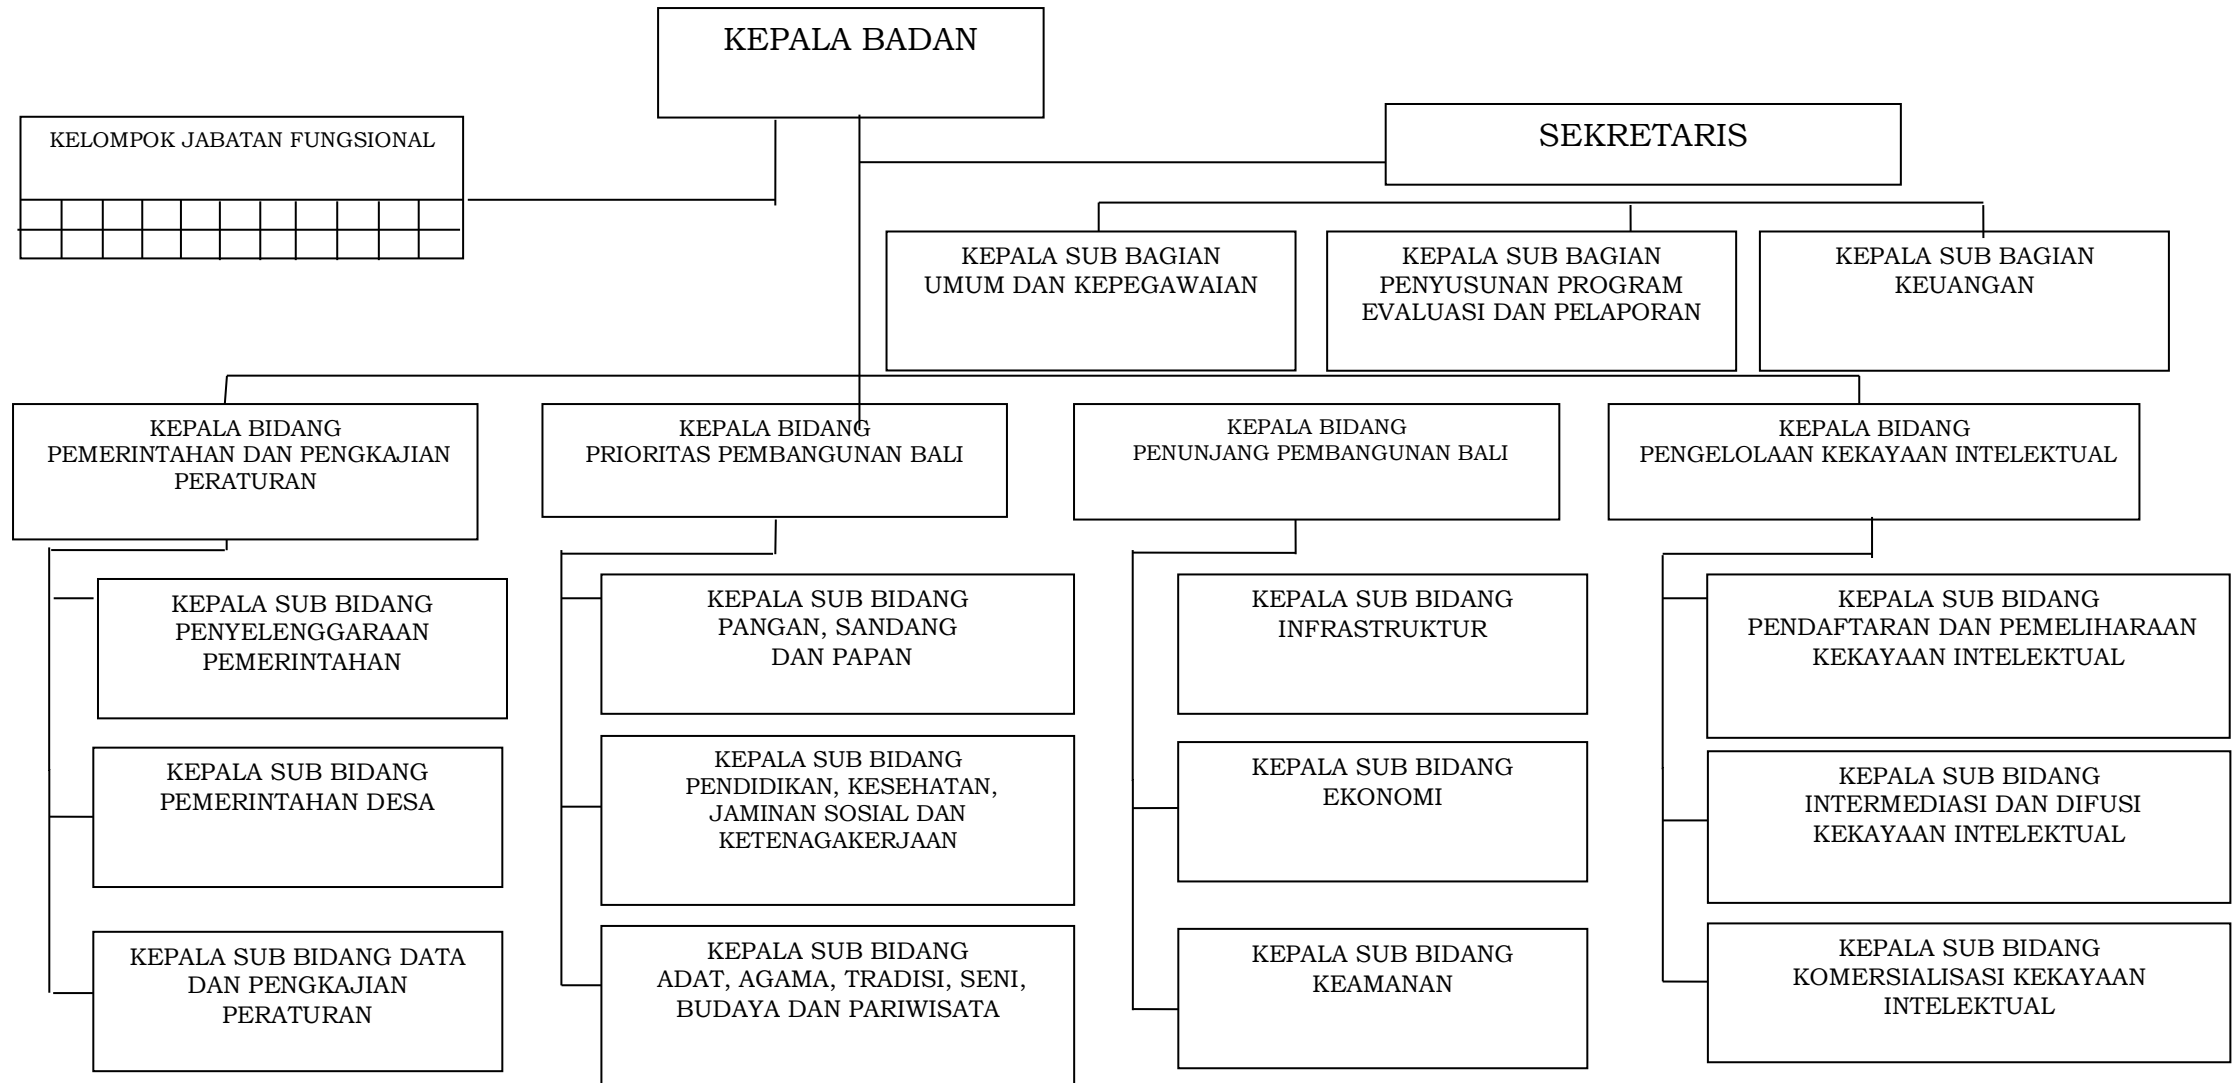 KEPALA BADAN
KELOMPOK JABATAN FUNGSIONAL
SEKRETARIS
KEPALA SUB BAGIAN
UMUM DAN KEPEGAWAIAN
KEPALA SUB BAGIAN
PENYUSUNAN PROGRAM
EVALUASI DAN PELAPORAN
KEPALA SUB BAGIAN
KEUANGAN
KEPALA BIDANG
PEMERINTAHAN DAN PENGKAJIAN
PERATURAN
KEPALA BIDANG
PRIORITAS PEMBANGUNAN BALI
KEPALA BIDANG
PENUNJANG PEMBANGUNAN BALI
KEPALA BIDANG
PENGELOLAAN KEKAYAAN INTELEKTUAL
KEPALA SUB BIDANG
PENYELENGGARAAN
PEMERINTAHAN
KEPALA SUB BIDANG
PANGAN, SANDANG
DAN PAPAN
KEPALA SUB BIDANG
INFRASTRUKTUR
KEPALA SUB BIDANG
PENDAFTARAN DAN PEMELIHARAAN
KEKAYAAN INTELEKTUAL
KEPALA SUB BIDANG
PEMERINTAHAN DESA
KEPALA SUB BIDANG
PENDIDIKAN, KESEHATAN,
JAMINAN SOSIAL DAN
KETENAGAKERJAAN
KEPALA SUB BIDANG
EKONOMI
KEPALA SUB BIDANG
INTERMEDIASI DAN DIFUSI
KEKAYAAN INTELEKTUAL
KEPALA SUB BIDANG DATA
DAN PENGKAJIAN
PERATURAN
KEPALA SUB BIDANG
ADAT, AGAMA, TRADISI, SENI,
BUDAYA DAN PARIWISATA
KEPALA SUB BIDANG
KEAMANAN
KEPALA SUB BIDANG
KOMERSIALISASI KEKAYAAN
INTELEKTUAL